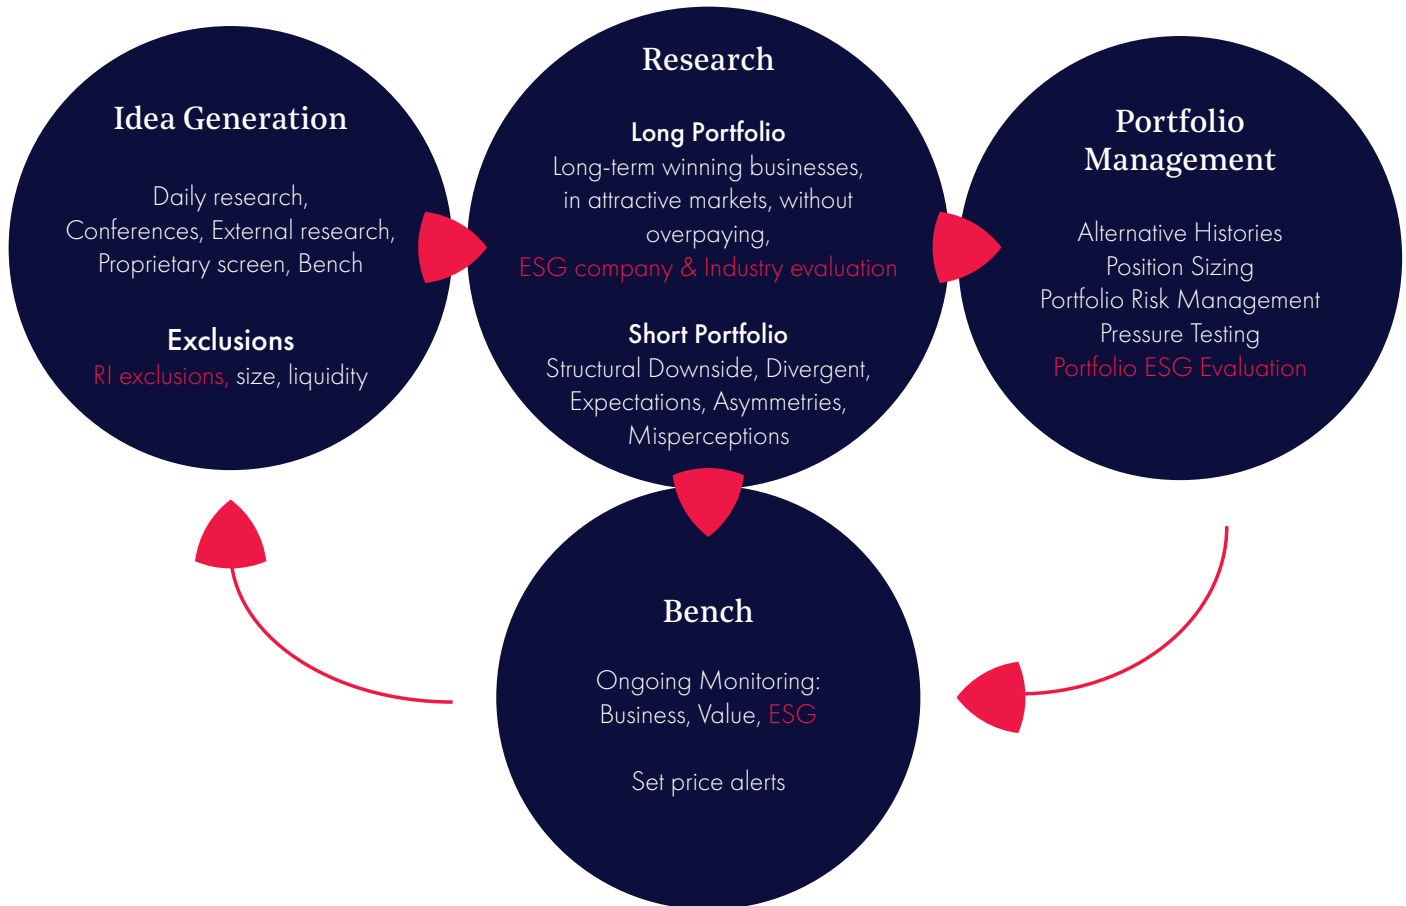 Idea Generation
Daily research,
Conferences, External research,
Proprietary screen, Bench
Exclusions
RI exclusions, size, liquidity
Research
Long Portfolio
Long-term winning businesses,
in attractive markets, without
overpaying,
ESG company & Industry evaluation
Short Portfolio
Structural Downside, Divergent,
Expectations, Asymmetries,
Misperceptions
Portfolio
Management
Alternative Histories
Position Sizing
Portfolio Risk Management
Pressure Testing
Portfolio ESG Evaluation
Bench
Ongoing Monitoring:
Business, Value, ESG
Set price alerts